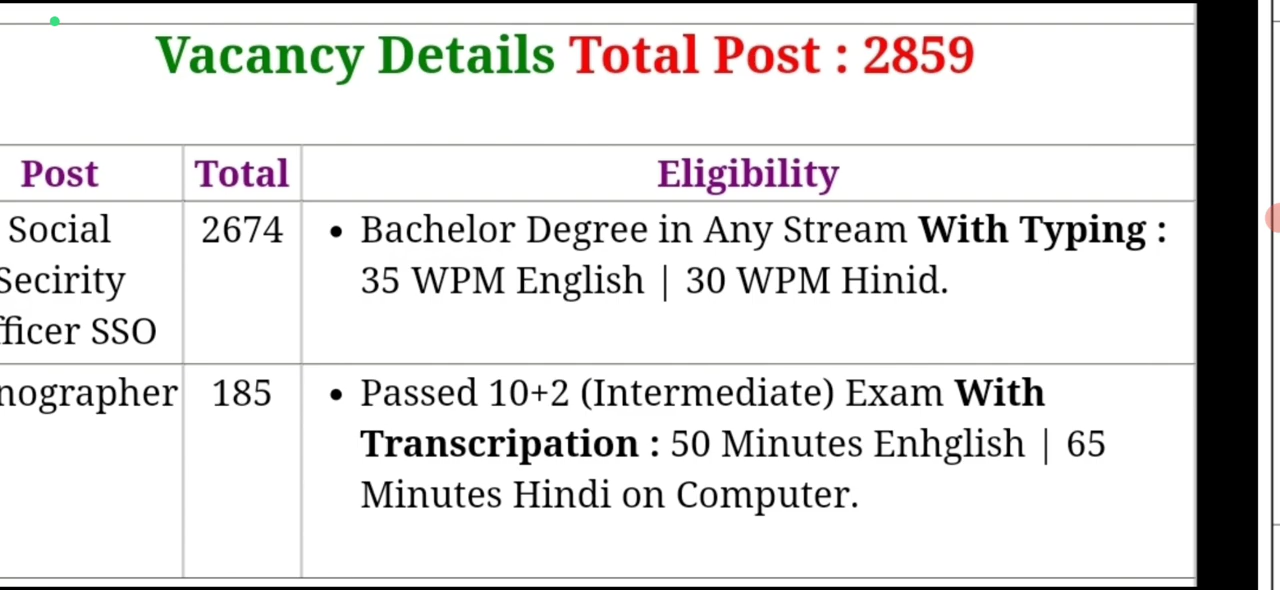 Vacancy Details Total Post : 2859
Post Total Eligibility
Social 2674 • Bachelor Degree in Any Stream With Typing :
Secirity 35 WPM English | 30 WPM Hinid.
fficer SSO
nographer 185 • Passed 10+2 (Intermediate) Exam With
Transcripation : 50 Minutes Enhglish | 65
Minutes Hindi on Computer.